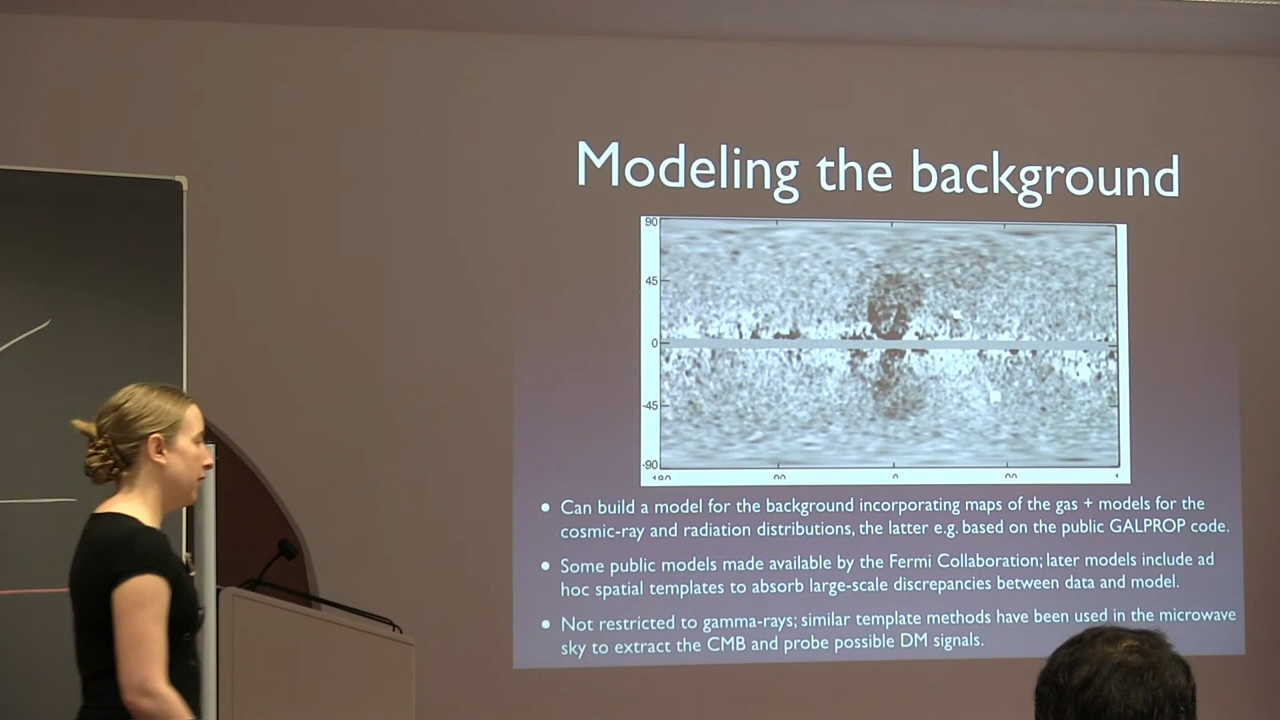 Modeling the background
90
45
0
-45
-90
• Can build a model for the background incorporating maps of the gas + models for the
cosmic-ray and radiation distributions, the latter e.g. based on the public GALPROP code.
• Some public models made available by the Fermi Collaboration; later models include ad
hoc spatial templates to absorb large-scale discrepancies between data and model.
• Not restricted to gamma-rays; similar template methods have been used in the microwave
sky to extract the CMB and probe possible DM signals.